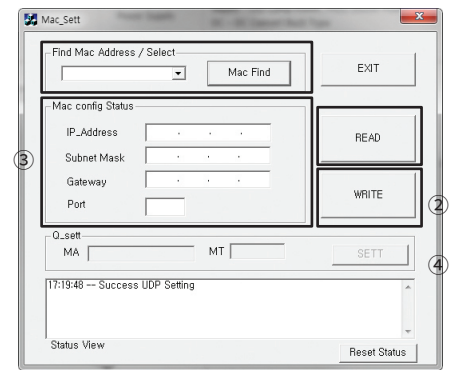 Mac_Sett
Find Mac Address / Select
Mac Find
EXIT
Mac config Status
IP_Address
Subnet Mask
Gateway
Port
READ
WRITE
③
②
④
Q_sett
MA
MT
SETT
17:19:48 -- Success UDP Setting
Status View
Reset Status